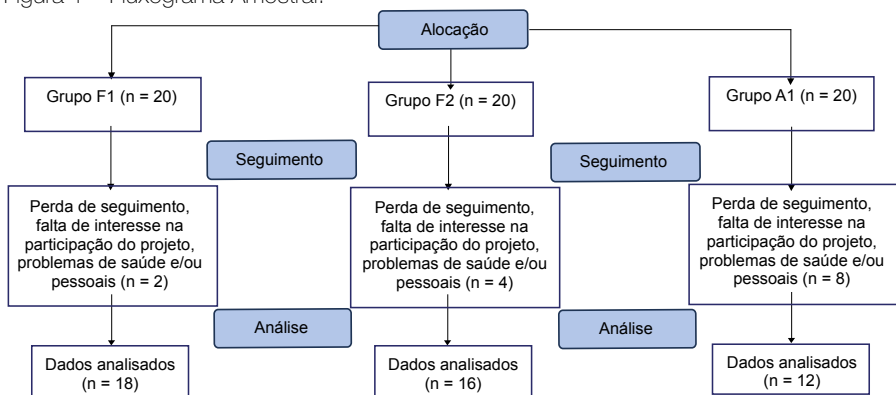 Figura 1 – Fluxograma Amostral.
Alocação
Grupo F1 (n = 20)
Grupo F2 (n = 20)
Grupo A1 (n = 20)
Seguimento
Seguimento
Perda de seguimento,
falta de interesse na
participação do projeto,
problemas de saúde e/ou
pessoais (n = 2)
Perda de seguimento,
falta de interesse na
participação do projeto,
problemas de saúde e/ou
pessoais (n = 4)
Perda de seguimento,
falta de interesse na
participação do projeto,
problemas de saúde e/ou
pessoais (n = 8)
Análise
Análise
Dados analisados
(n = 18)
Dados analisados
(n = 16)
Dados analisados
(n = 12)